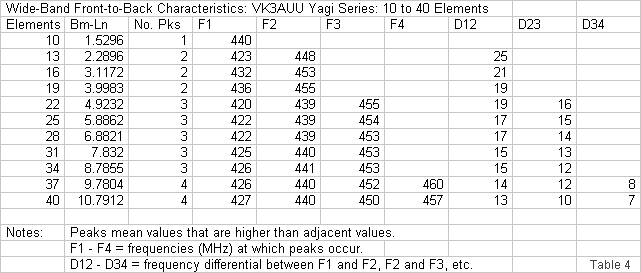 Wide-Band Front-to-Back Characteristics: VK3AUU Yagi Series: 10 to 40 Elements
Elements Bm-Ln No. Pks F1 F2 F3 F4 D12 D23 D34
10 1.5296 1 440
13 2.2896 2 423 448 25
16 3.1172 2 432 453 21
19 3.9983 2 436 455 19
22 4.9232 3 420 439 455 19 16
25 5.8862 3 422 439 454 17 15
28 6.8821 3 422 439 453 17 14
31 7.832 3 425 440 453 15 13
34 8.7855 3 426 441 453 15 12
37 9.7804 4 426 440 452 460 14 12 8
40 10.7912 4 427 440 450 457 13 10 7
Notes: Peaks mean values that are higher than adjacent values.
F1 - F4 = frequencies (MHz) at which peaks occur.
D12 - D34 = frequency differential between F1 and F2, F2 and F3, etc. Table 4